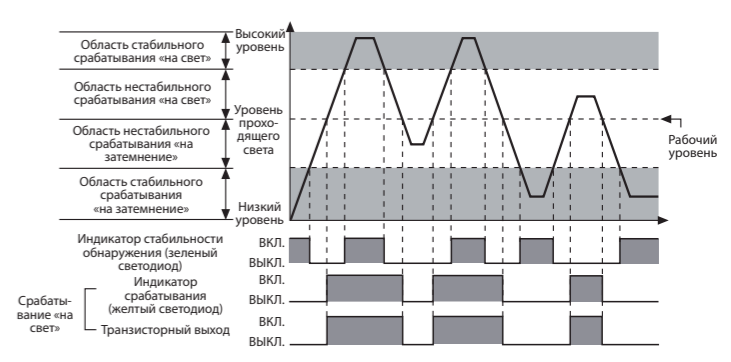 Высокий
уровень
Область стабильного
срабатывания «на свет»
Область нестабильного
срабатывания «на свет»
Уровень
прохо-
дящего
света
Рабочий
уровень
Область нестабильного
срабатывания «на
затемнение»
Область стабильного
срабатывания
«на затемнение»
Низкий
уровень
Индикатор стабильности
обнаружения (зеленый
светодиод)
ВКЛ.
ВЫКЛ.
Срабаты-
вание «на
свет»
Индикатор
срабатывания
(желтый светодиод)
ВКЛ.
ВЫКЛ.
Транзисторный выход
ВКЛ.
ВЫКЛ.